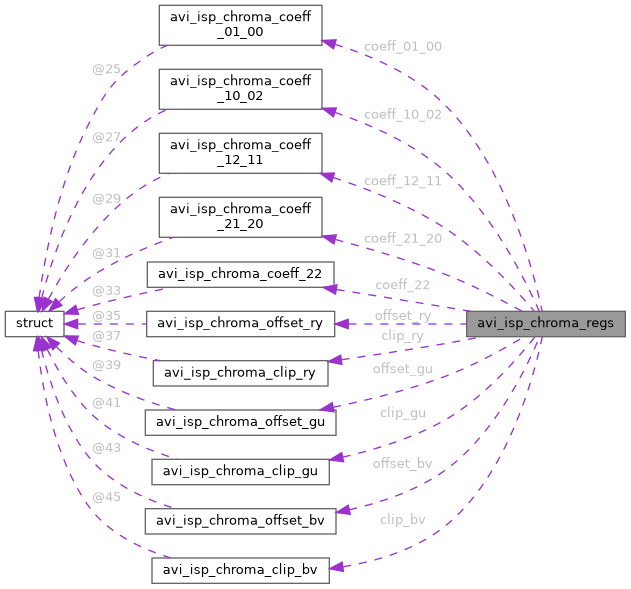 avi_isp_chroma_coeff
_01_00
coeff_01_00
@25
avi_isp_chroma_coeff
_10_02
coeff_10_02
@27
avi_isp_chroma_coeff
_12_11
coeff_12_11
@29
avi_isp_chroma_coeff
_21_20
coeff_21_20
@31
avi_isp_chroma_coeff_22
coeff_22
@33
struct
@35
avi_isp_chroma_offset_ry
offset_ry
avi_isp_chroma_regs
@37
clip_ry
avi_isp_chroma_clip_ry
@39
offset_gu
avi_isp_chroma_offset_gu
@41
clip_gu
avi_isp_chroma_clip_gu
@43
offset_bv
avi_isp_chroma_offset_bv
@45
clip_bv
avi_isp_chroma_clip_bv